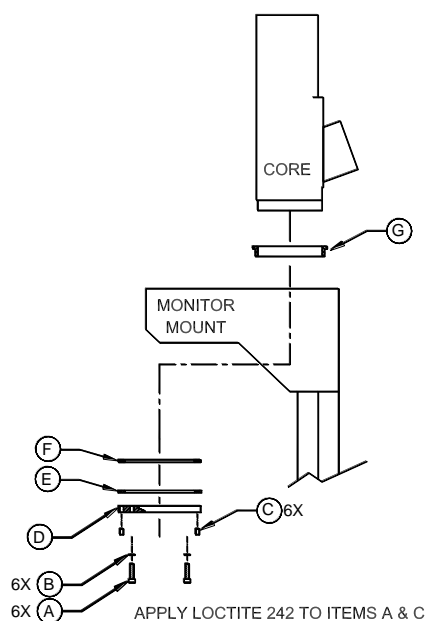 CORE
G
MONITOR
MOUNT
F
E
D
C 6X
6X B
6X A
APPLY LOCTITE 242 TO ITEMS A & C